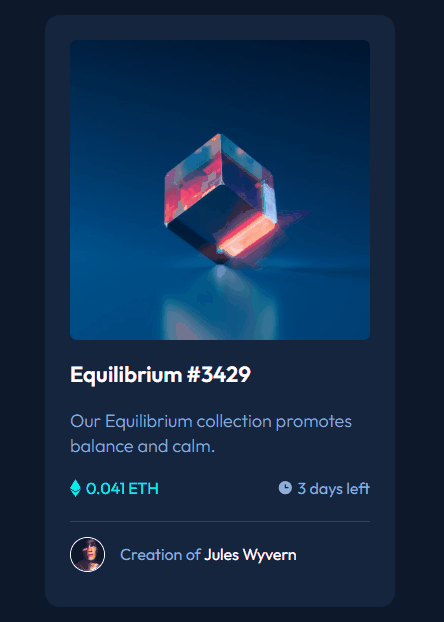 Equilibrium #3429
Our Equilibrium collection promotes
balance and calm.
0.041 ETH
3 days left
Creation of Jules Wyvern